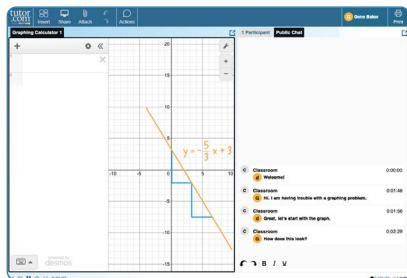 tutor
.com
Insert
Share
Attach
Actions
Gene Baker
Print
Graphing Calculator 1
1 Participant
Public Chat
20
15
10
5
-10
-5
0
5
10
-5
-10
-15
y = -5/3 x + 3
powered by
desmos
C Classroom 0:00:00
Welcome!
C Classroom 0:01:48
G Hi. I am having trouble with a graphing problem.
C Classroom 0:01:56
Great, let's start with the graph.
C Classroom 0:02:29
G How does this look?
B I U